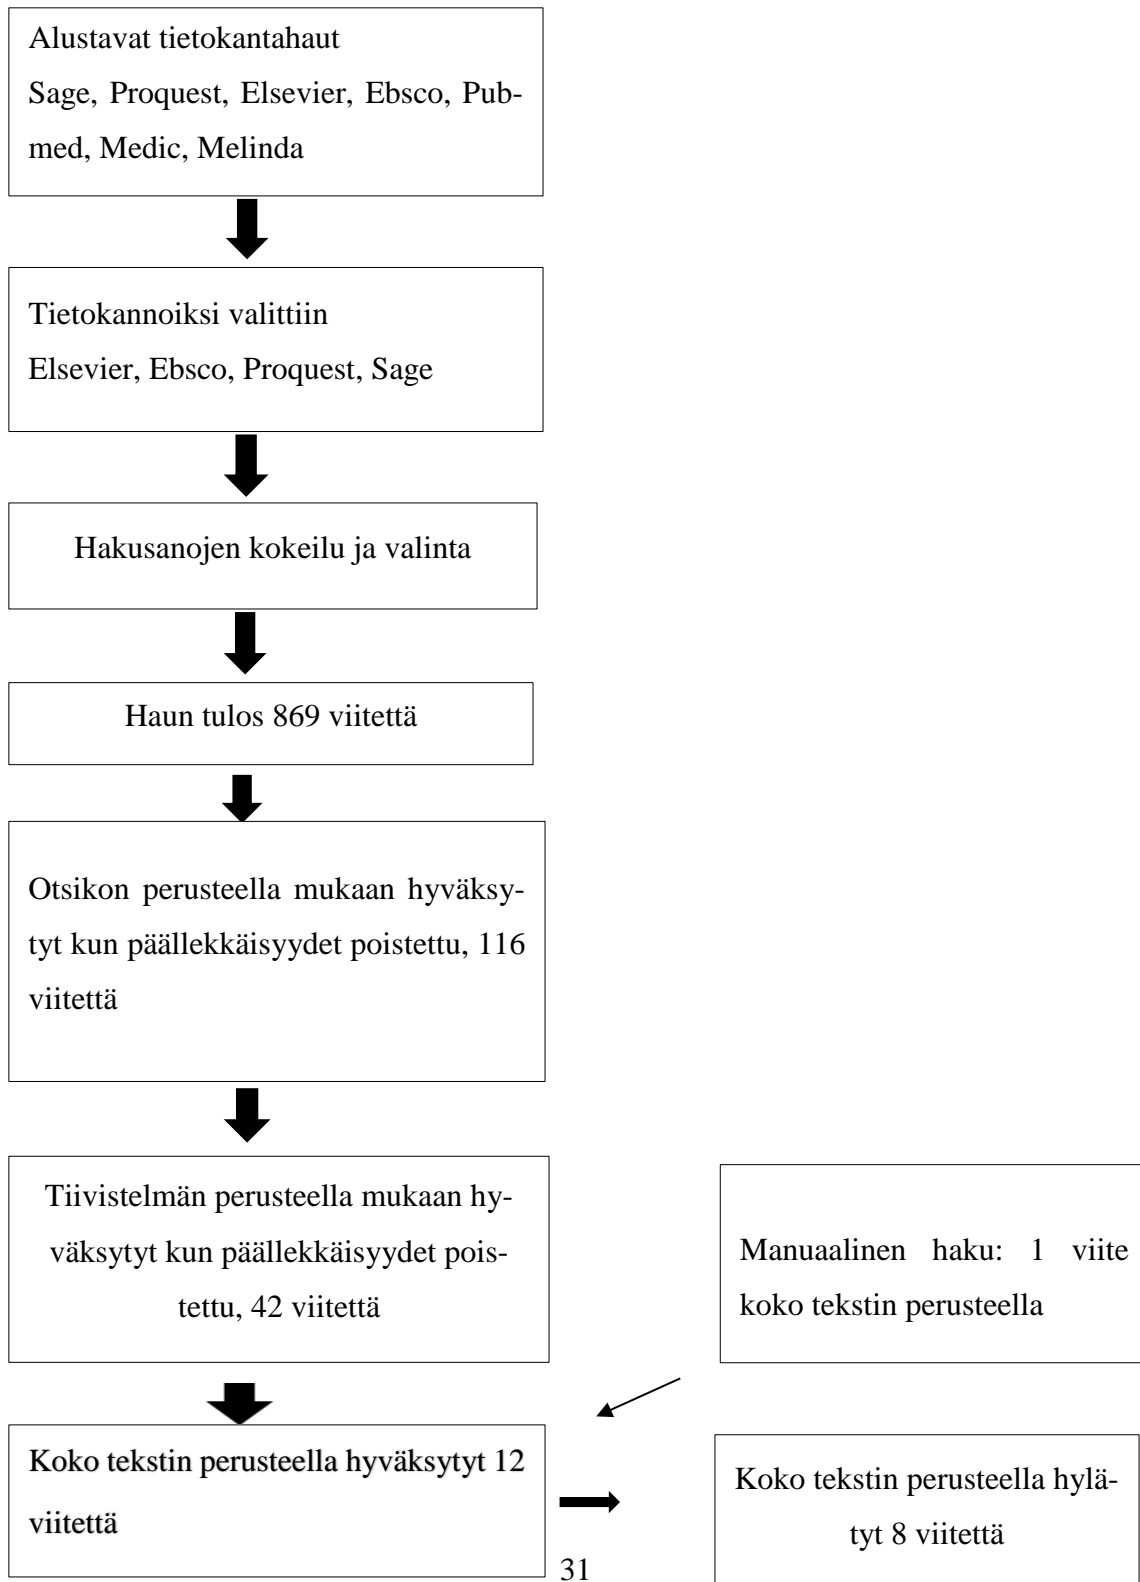 Alustavat tietokantahaut
Sage, Proquest, Elsevier, Ebsco, Pub-
med, Medic, Melinda
Tietokannoiksi valittiin
Elsevier, Ebsco, Proquest, Sage
Hakusanojen kokeilu ja valinta
Haun tulos 869 viitettä
Otsikon perusteella mukaan hyväksy-
tyt kun päällekkäisyydet poistettu, 116
viitettä
Tiivistelmän perusteella mukaan hy-
väksytyt kun päällekkäisyydet pois-
tettu, 42 viitettä
Manuaalinen haku: 1 viite
koko tekstin perusteella
Koko tekstin perusteella hyväksytyt 12
viitettä
Koko tekstin perusteella hylä-
tyt 8 viitettä
31